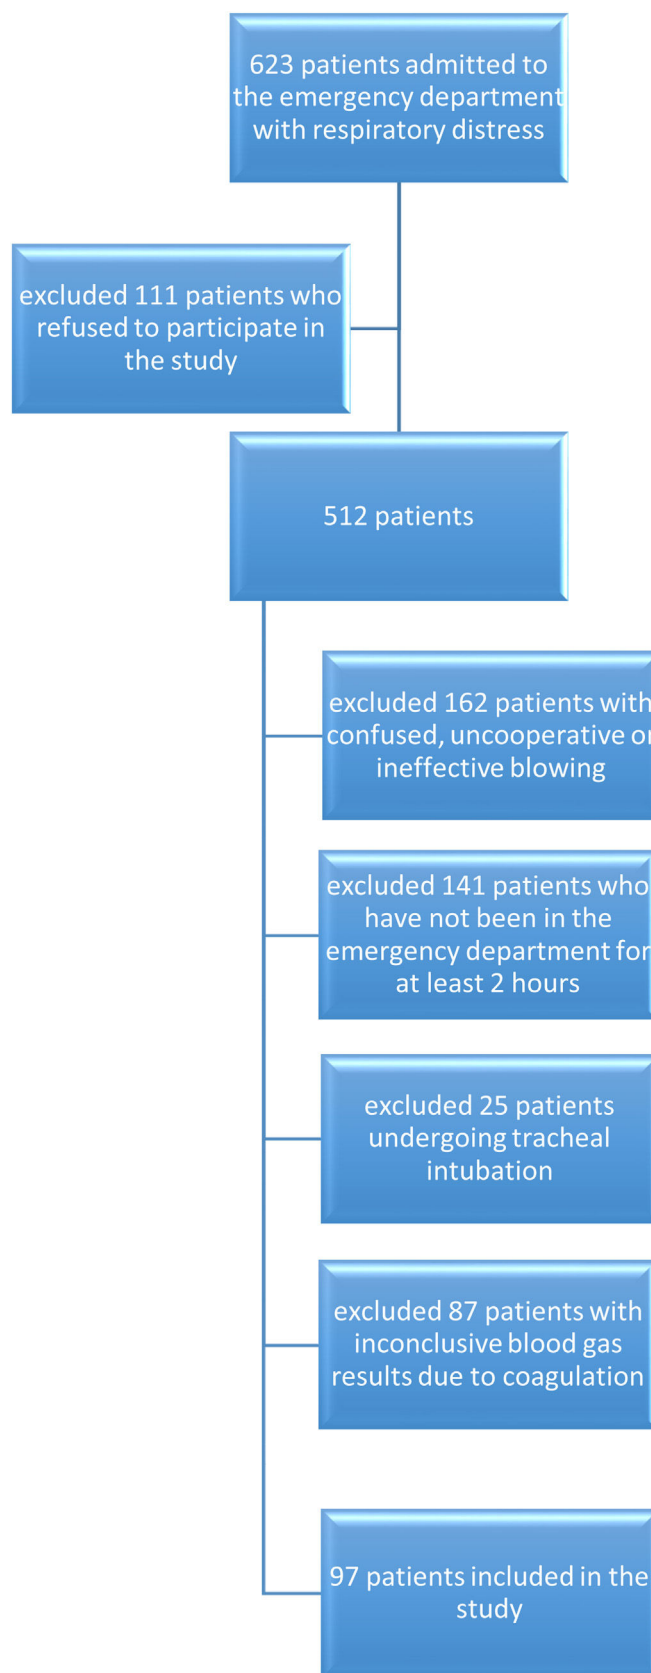 623 patients admitted to
the emergency department
with respiratory distress
excluded 111 patients who
refused to participate in
the study
512 patients
excluded 162 patients with
confused, uncooperative or
ineffective blowing
excluded 141 patients who
have not been in the
emergency department for
at least 2 hours
excluded 25 patients
undergoing tracheal
intubation
excluded 87 patients with
inconclusive blood gas
results due to coagulation
97 patients included in the
study